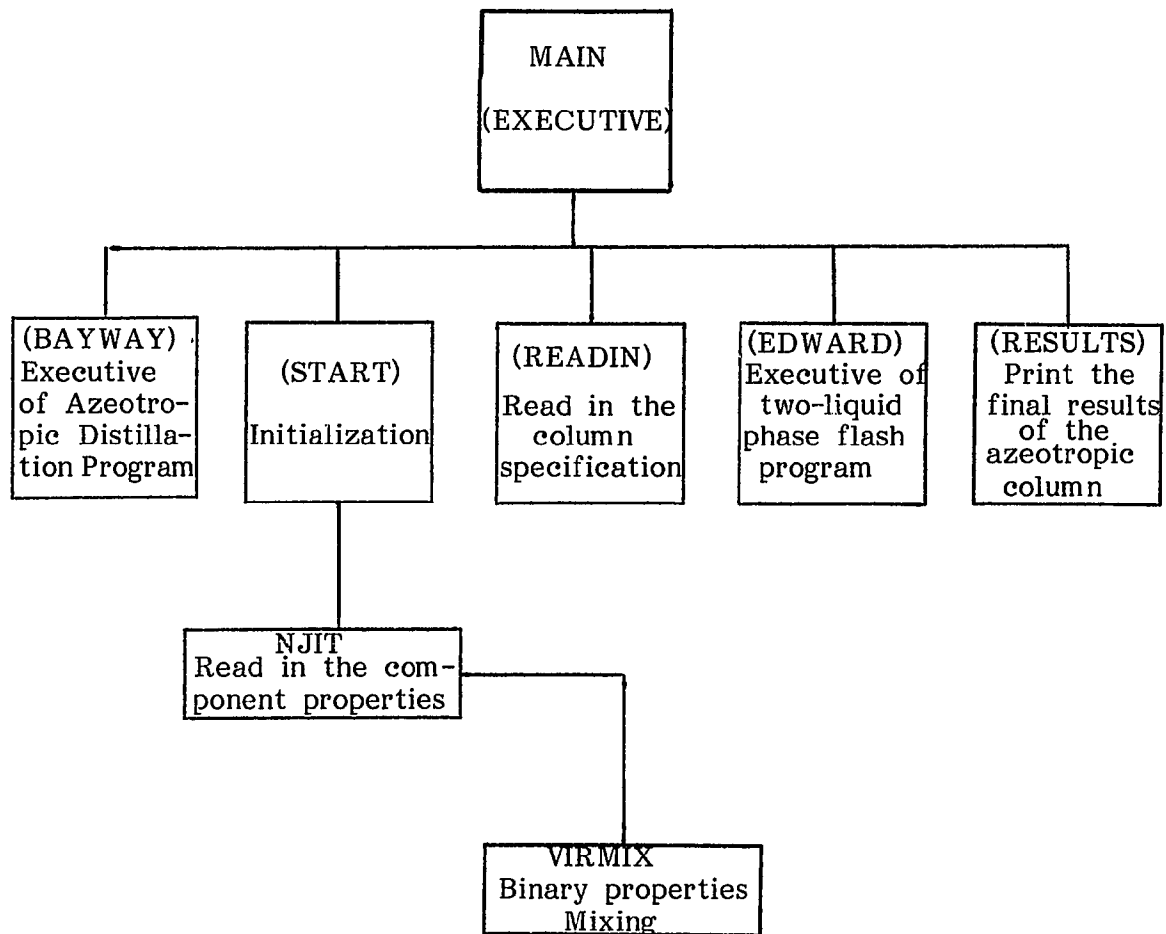 MAIN
(EXECUTIVE)
(BAYWAY)
Executive
of Azeotro-
pic Distilla-
tion Program
(START)
Initialization
(READIN)
Read in the
column
specification
(EDWARD)
Executive of
two-liquid
phase flash
program
(RESULTS)
Print the
final results
of the
azeotropic
column
NJIT
Read in the com-
ponent properties
VIRMIX
Binary properties
Mixing